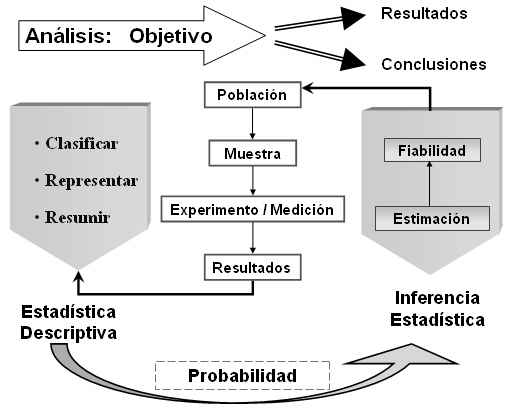 Análisis: Objetivo
Resultados
Conclusiones
Población
Muestra
Experimento / Medición
Resultados
· Clasificar
· Representar
· Resumir
Estadística
Descriptiva
Fiabilidad
Estimación
Inferencia
Estadística
Probabilidad